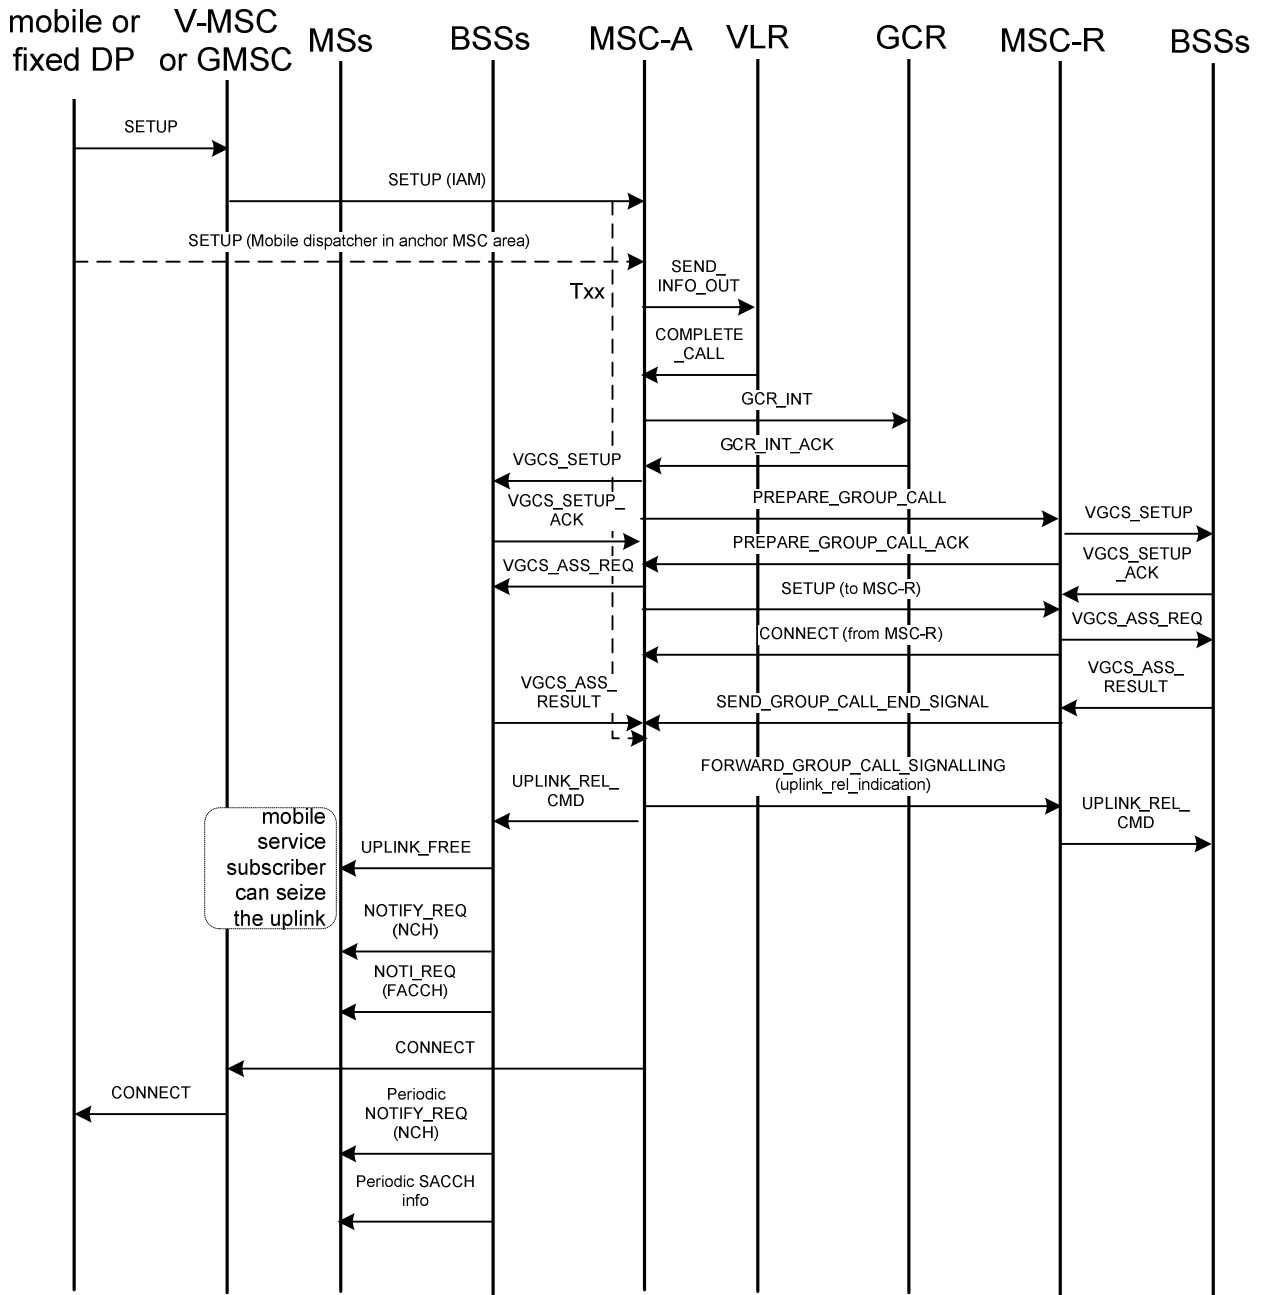 mobile or
fixed DP
V-MSC
or GMSC
MSs
BSSs
MSC-A
VLR
GCR
MSC-R
BSSs
SETUP
SETUP (IAM)
SETUP (Mobile dispatcher in anchor MSC area)
Txx
SEND_
INFO_OUT
COMPLETE
_CALL
GCR_INT
GCR_INT_ACK
VGCS_SETUP
VGCS_SETUP_
ACK
PREPARE_GROUP_CALL
VGCS_SETUP
PREPARE_GROUP_CALL_ACK
VGCS_SETUP
_ACK
VGCS_ASS_REQ
SETUP (to MSC-R)
CONNECT (from MSC-R)
VGCS_ASS_REQ
VGCS_ASS_
RESULT
VGCS_ASS_
RESULT
SEND_GROUP_CALL_END_SIGNAL
FORWARD_GROUP_CALL_SIGNALLING
(uplink_rel_indication)
UPLINK_REL_
CMD
UPLINK_REL_
CMD
mobile
service
subscriber
can seize
the uplink
UPLINK_FREE
NOTIFY_REQ
(NCH)
NOTI_REQ
(FACCH)
CONNECT
CONNECT
Periodic
NOTIFY_REQ
(NCH)
Periodic SACCH
info